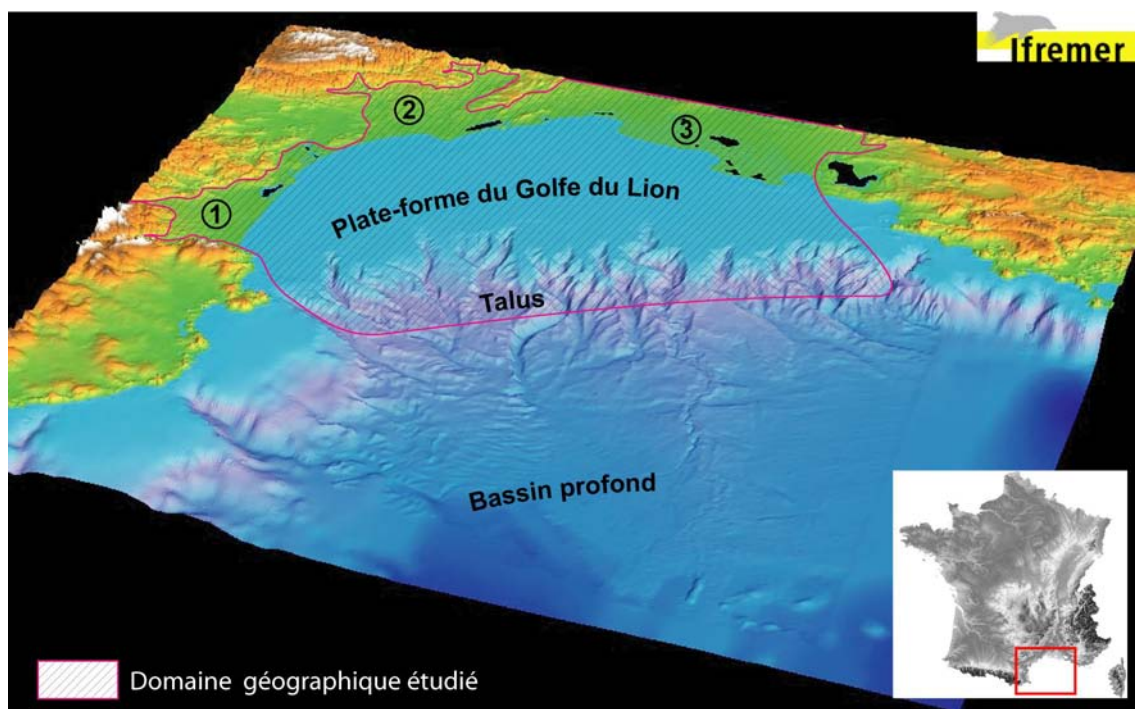 Ifremer
②
③
①
Plate-forme du Golfe du Lion
Talus
Bassin profond
Domaine géographique étudié